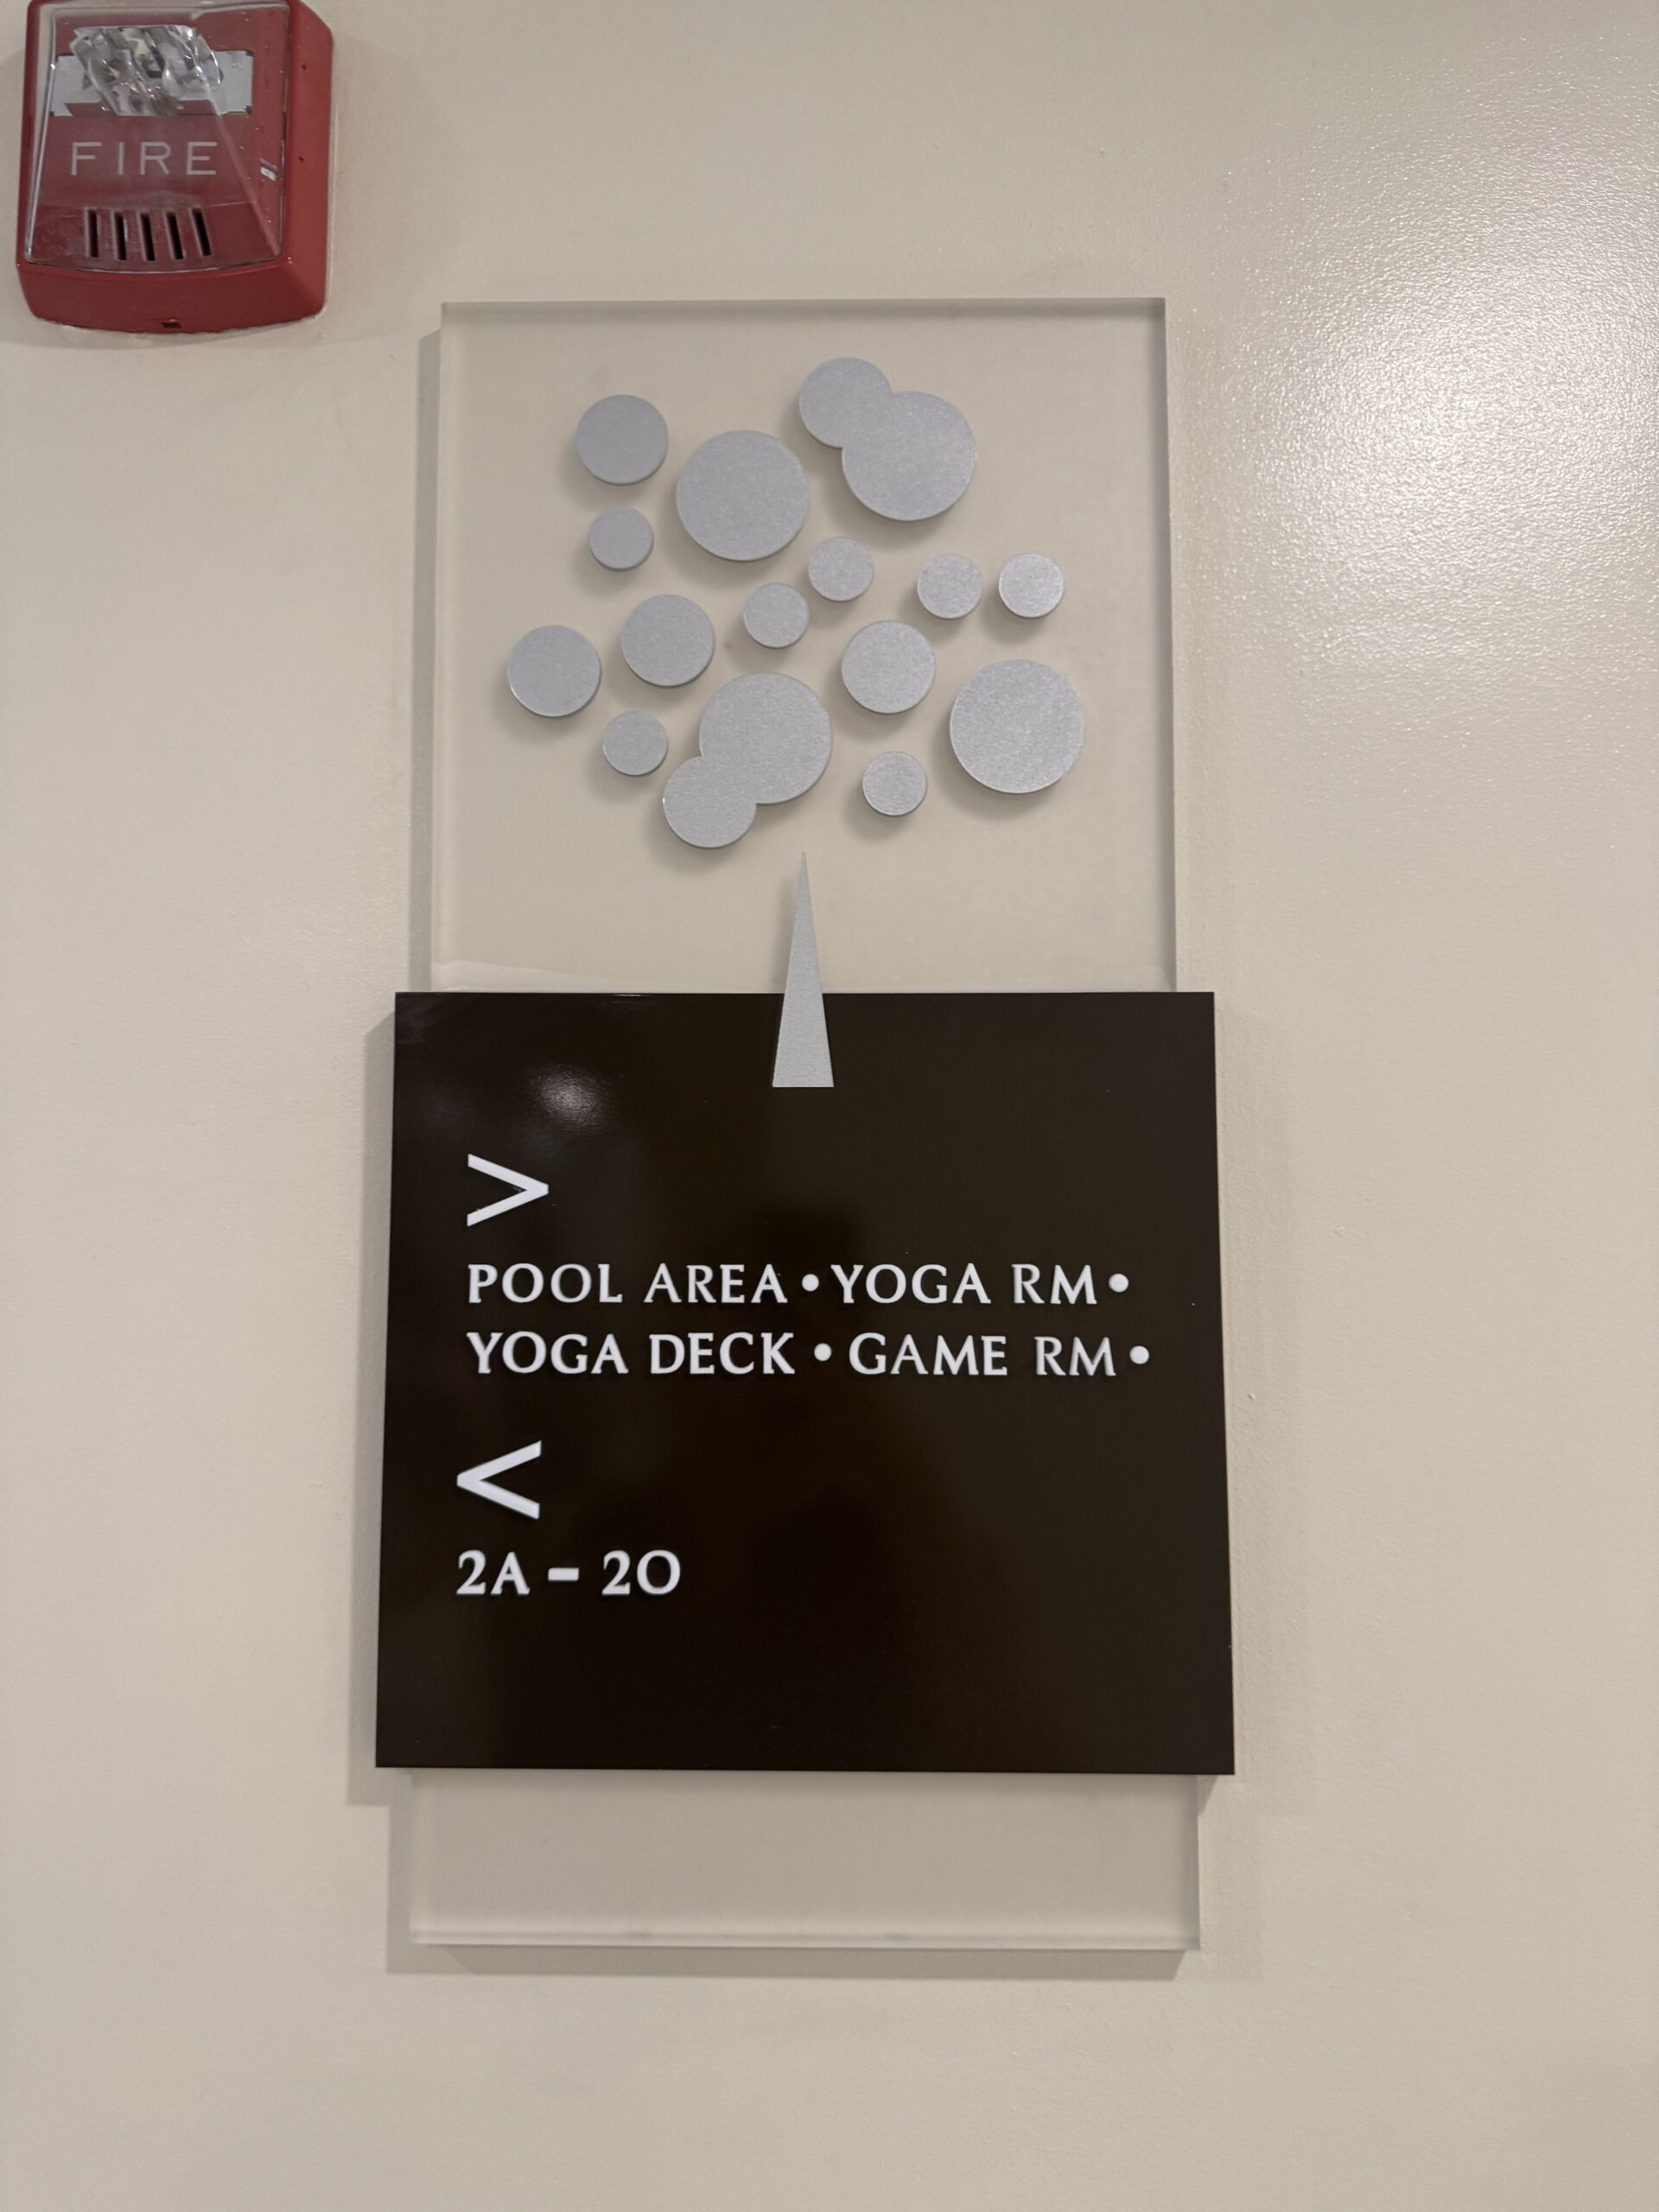 FIRE
>
POOL AREA • YOGA RM •
YOGA DECK • GAME RM •
<
2A – 2O